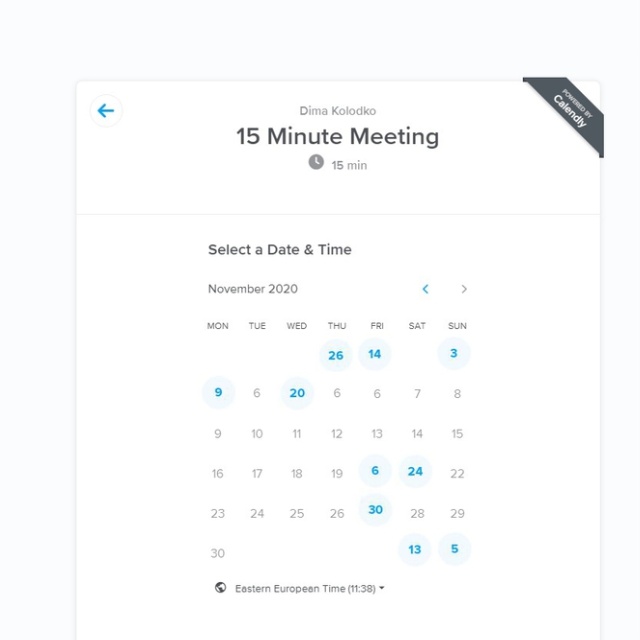 POWERED BY
Calendly
Dima Kolodko
15 Minute Meeting
15 min
Select a Date & Time
November 2020
MON TUE WED THU FRI SAT SUN
26 14 3
9 6 20 6 6 7 8
9 10 11 12 13 14 15
16 17 18 19 6 24 22
23 24 25 26 30 28 29
30 13 5
Eastern European Time (11:38)